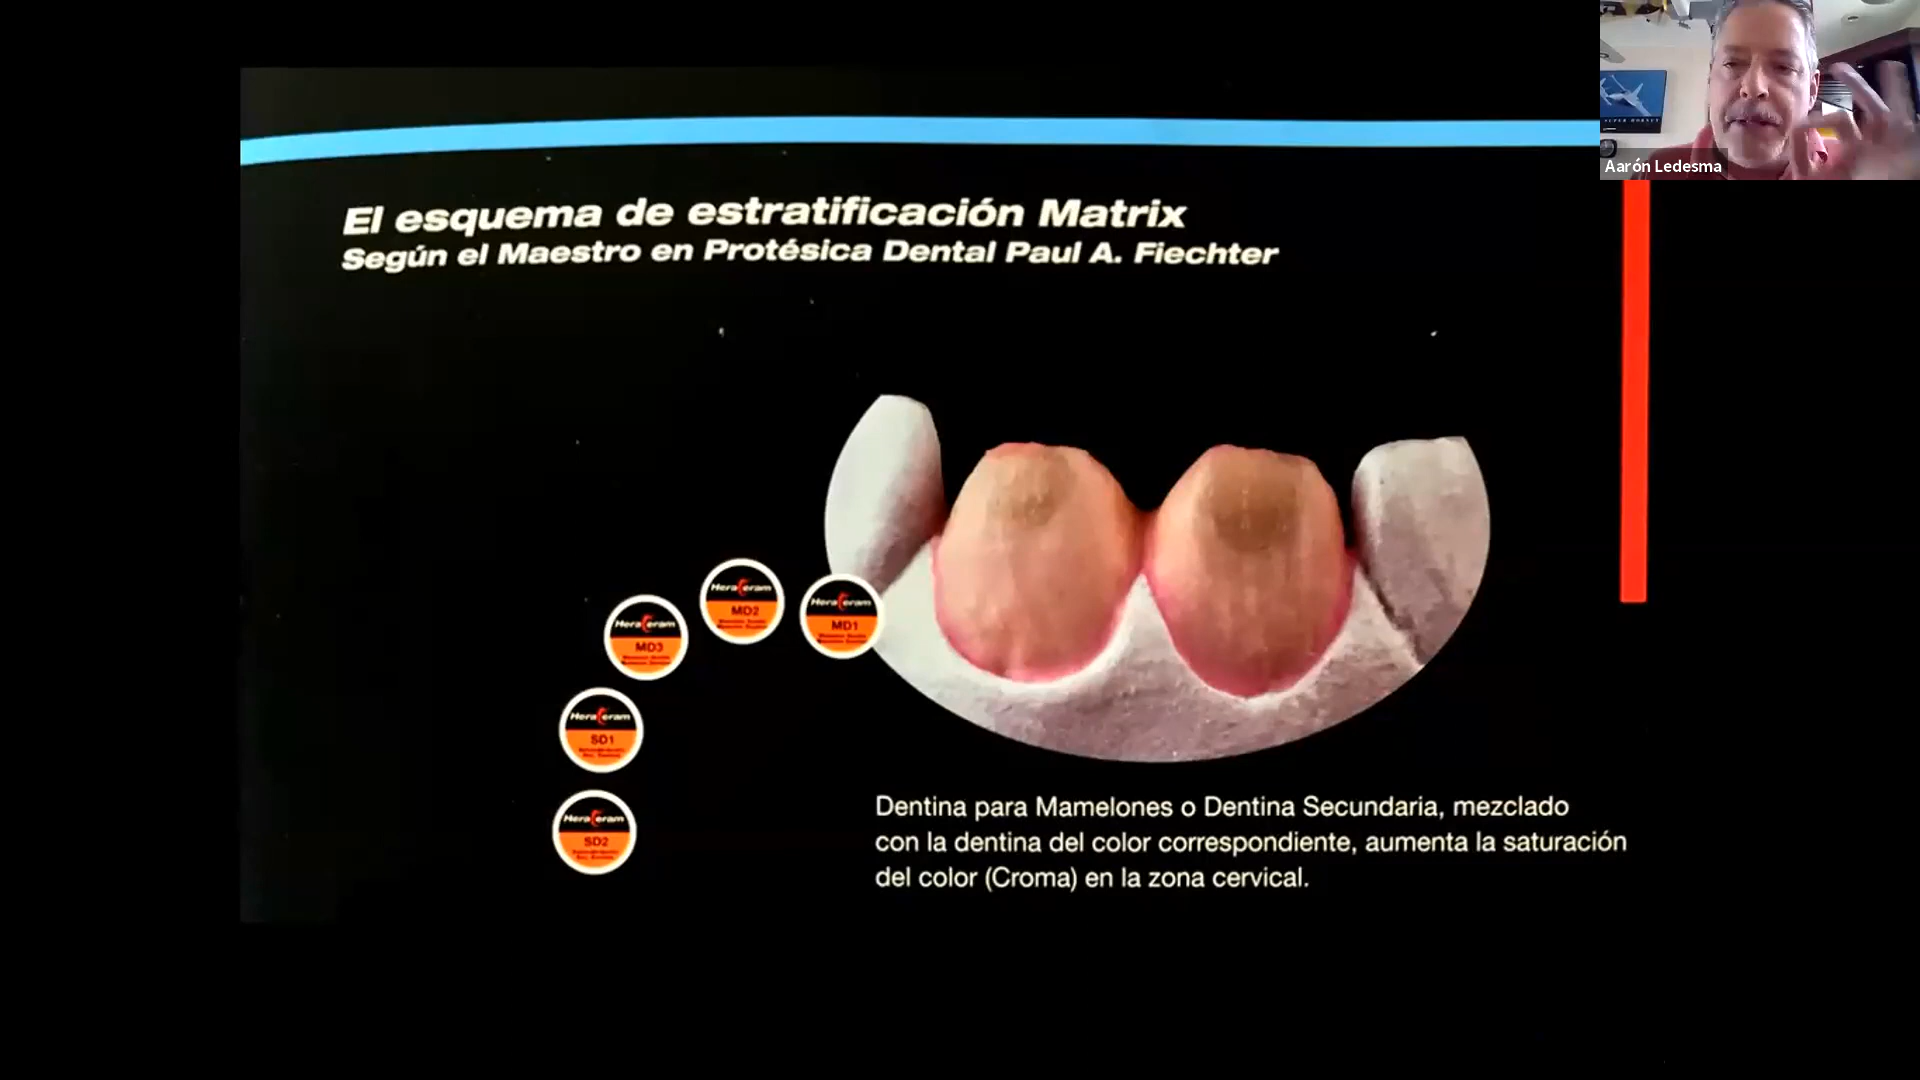 SUPER HORNET
Aarón Ledesma
El esquema de estratificación Matrix
Según el Maestro en Protésica Dental Paul A. Fiechter
HeraCeram
MD2
HeraCeram
MD1
HeraCeram
MD3
HeraCeram
SD1
HeraCeram
SD2
Dentina para Mamelones o Dentina Secundaria, mezclado
con la dentina del color correspondiente, aumenta la saturación
del color (Croma) en la zona cervical.